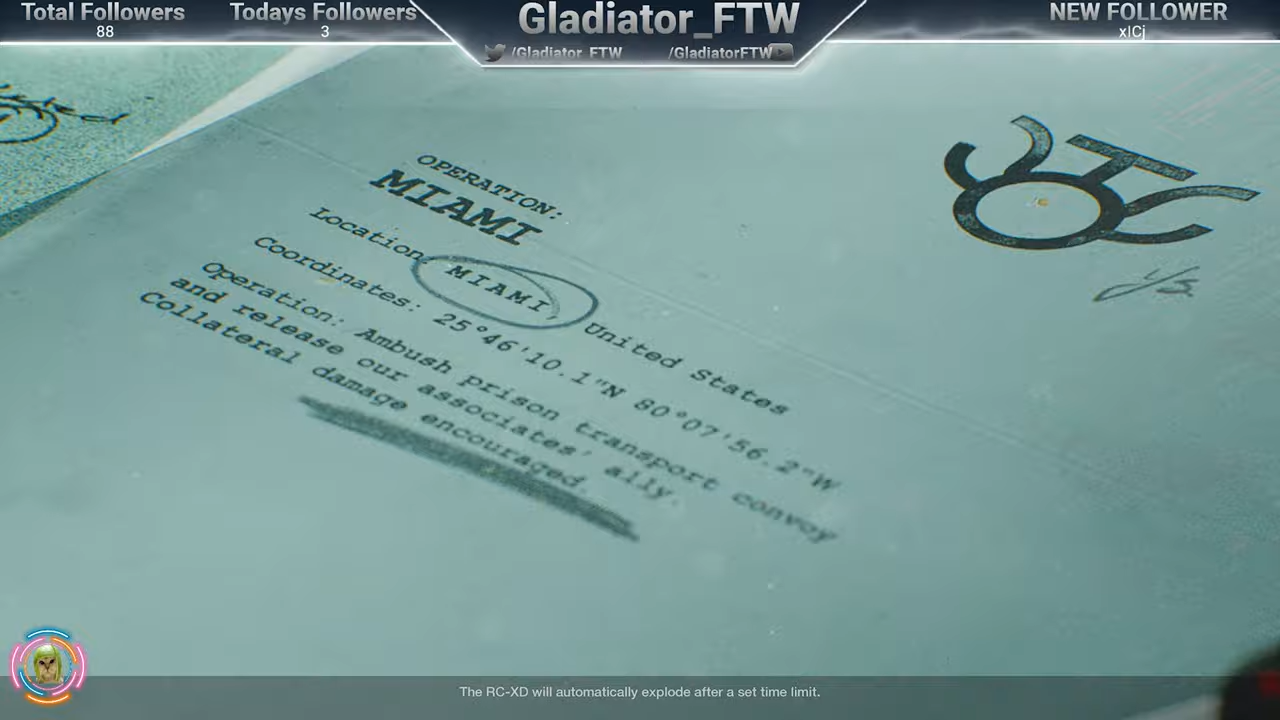 Total Followers
88
Todays Followers
3
Gladiator_FTW
/Gladiator_FTW
/GladiatorFTW
NEW FOLLOWER
xlCj
OPERATION:
MIAMI
Location: MIAMI, United States
Coordinates: 25°46'10.1"N 80°07'56.2"W
Operation: Ambush prison transport convoy
and release our associates' ally.
Collateral damage encouraged.
The RC-XD will automatically explode after a set time limit.